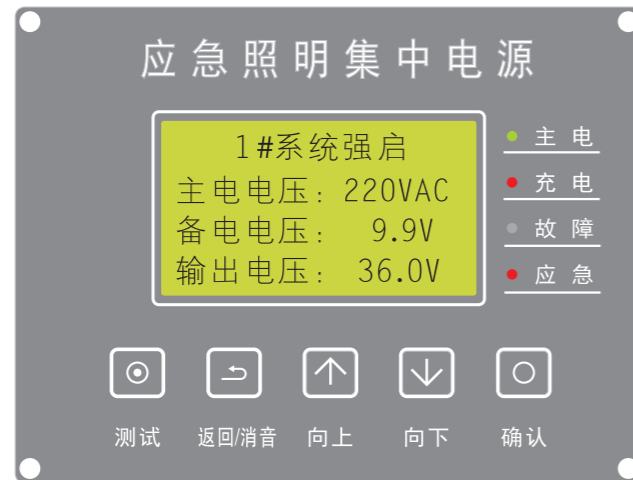 应急照明集中电源
1#系统强启
主电电压: 220VAC
备电电压: 9.9V
输出电压: 36.0V
主电
充电
故障
应急
测试 返回/消音 向上 向下 确认